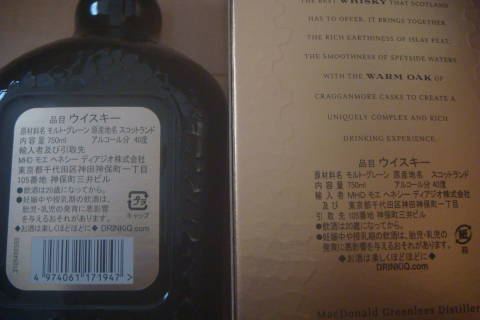 品目 ウイスキー
原材料名 モルト・グレーン 原産地名 スコットランド
内 容 量 750ml アルコール分 40度
輸入者及び引取先
MHD モエ ヘネシー ディアジオ株式会社
東京都千代田区神田神保町一丁目
105番地 神保町三井ビル
●飲酒は20歳になってから。
●妊娠中や授乳期の飲酒は、
胎児・乳児の発育に悪影響
を与えるおそれがあります。
◆お酒は楽しくほどほどに◆ DRINKiQ.com
キャップ
4 974061 171947 >
THE BEST WHISKY THAT SCOTLAND
HAS TO OFFER. IT BRINGS TOGETHER
THE RICH EARTHINESS OF ISLAY PEAT,
THE SMOOTHNESS OF SPEYSIDE WATERS
WITH THE WARM OAK OF
CRAGGANMORE CASKS TO CREATE A
UNIQUELY COMPLEX AND RICH
DRINKING EXPERIENCE.
品目 ウイスキー
原材料名 モルト・グレーン 原産地名 スコットランド
内 容 量 750ml アルコール分 40度
輸 入 者 MHD モエ ヘネシー ディアジオ株式会社
及 び 東京都千代田区神田神保町一丁目
引 取 先 105番地 神保町三井ビル
●飲酒は20歳になってから。
●妊娠中や授乳期の飲酒は、胎児・乳児の
発育に悪影響を与えるおそれがあります。
◆お酒は楽しくほどほどに◆
DRINKiQ.com
紙
箱
MacDonald Greenlees Distiller